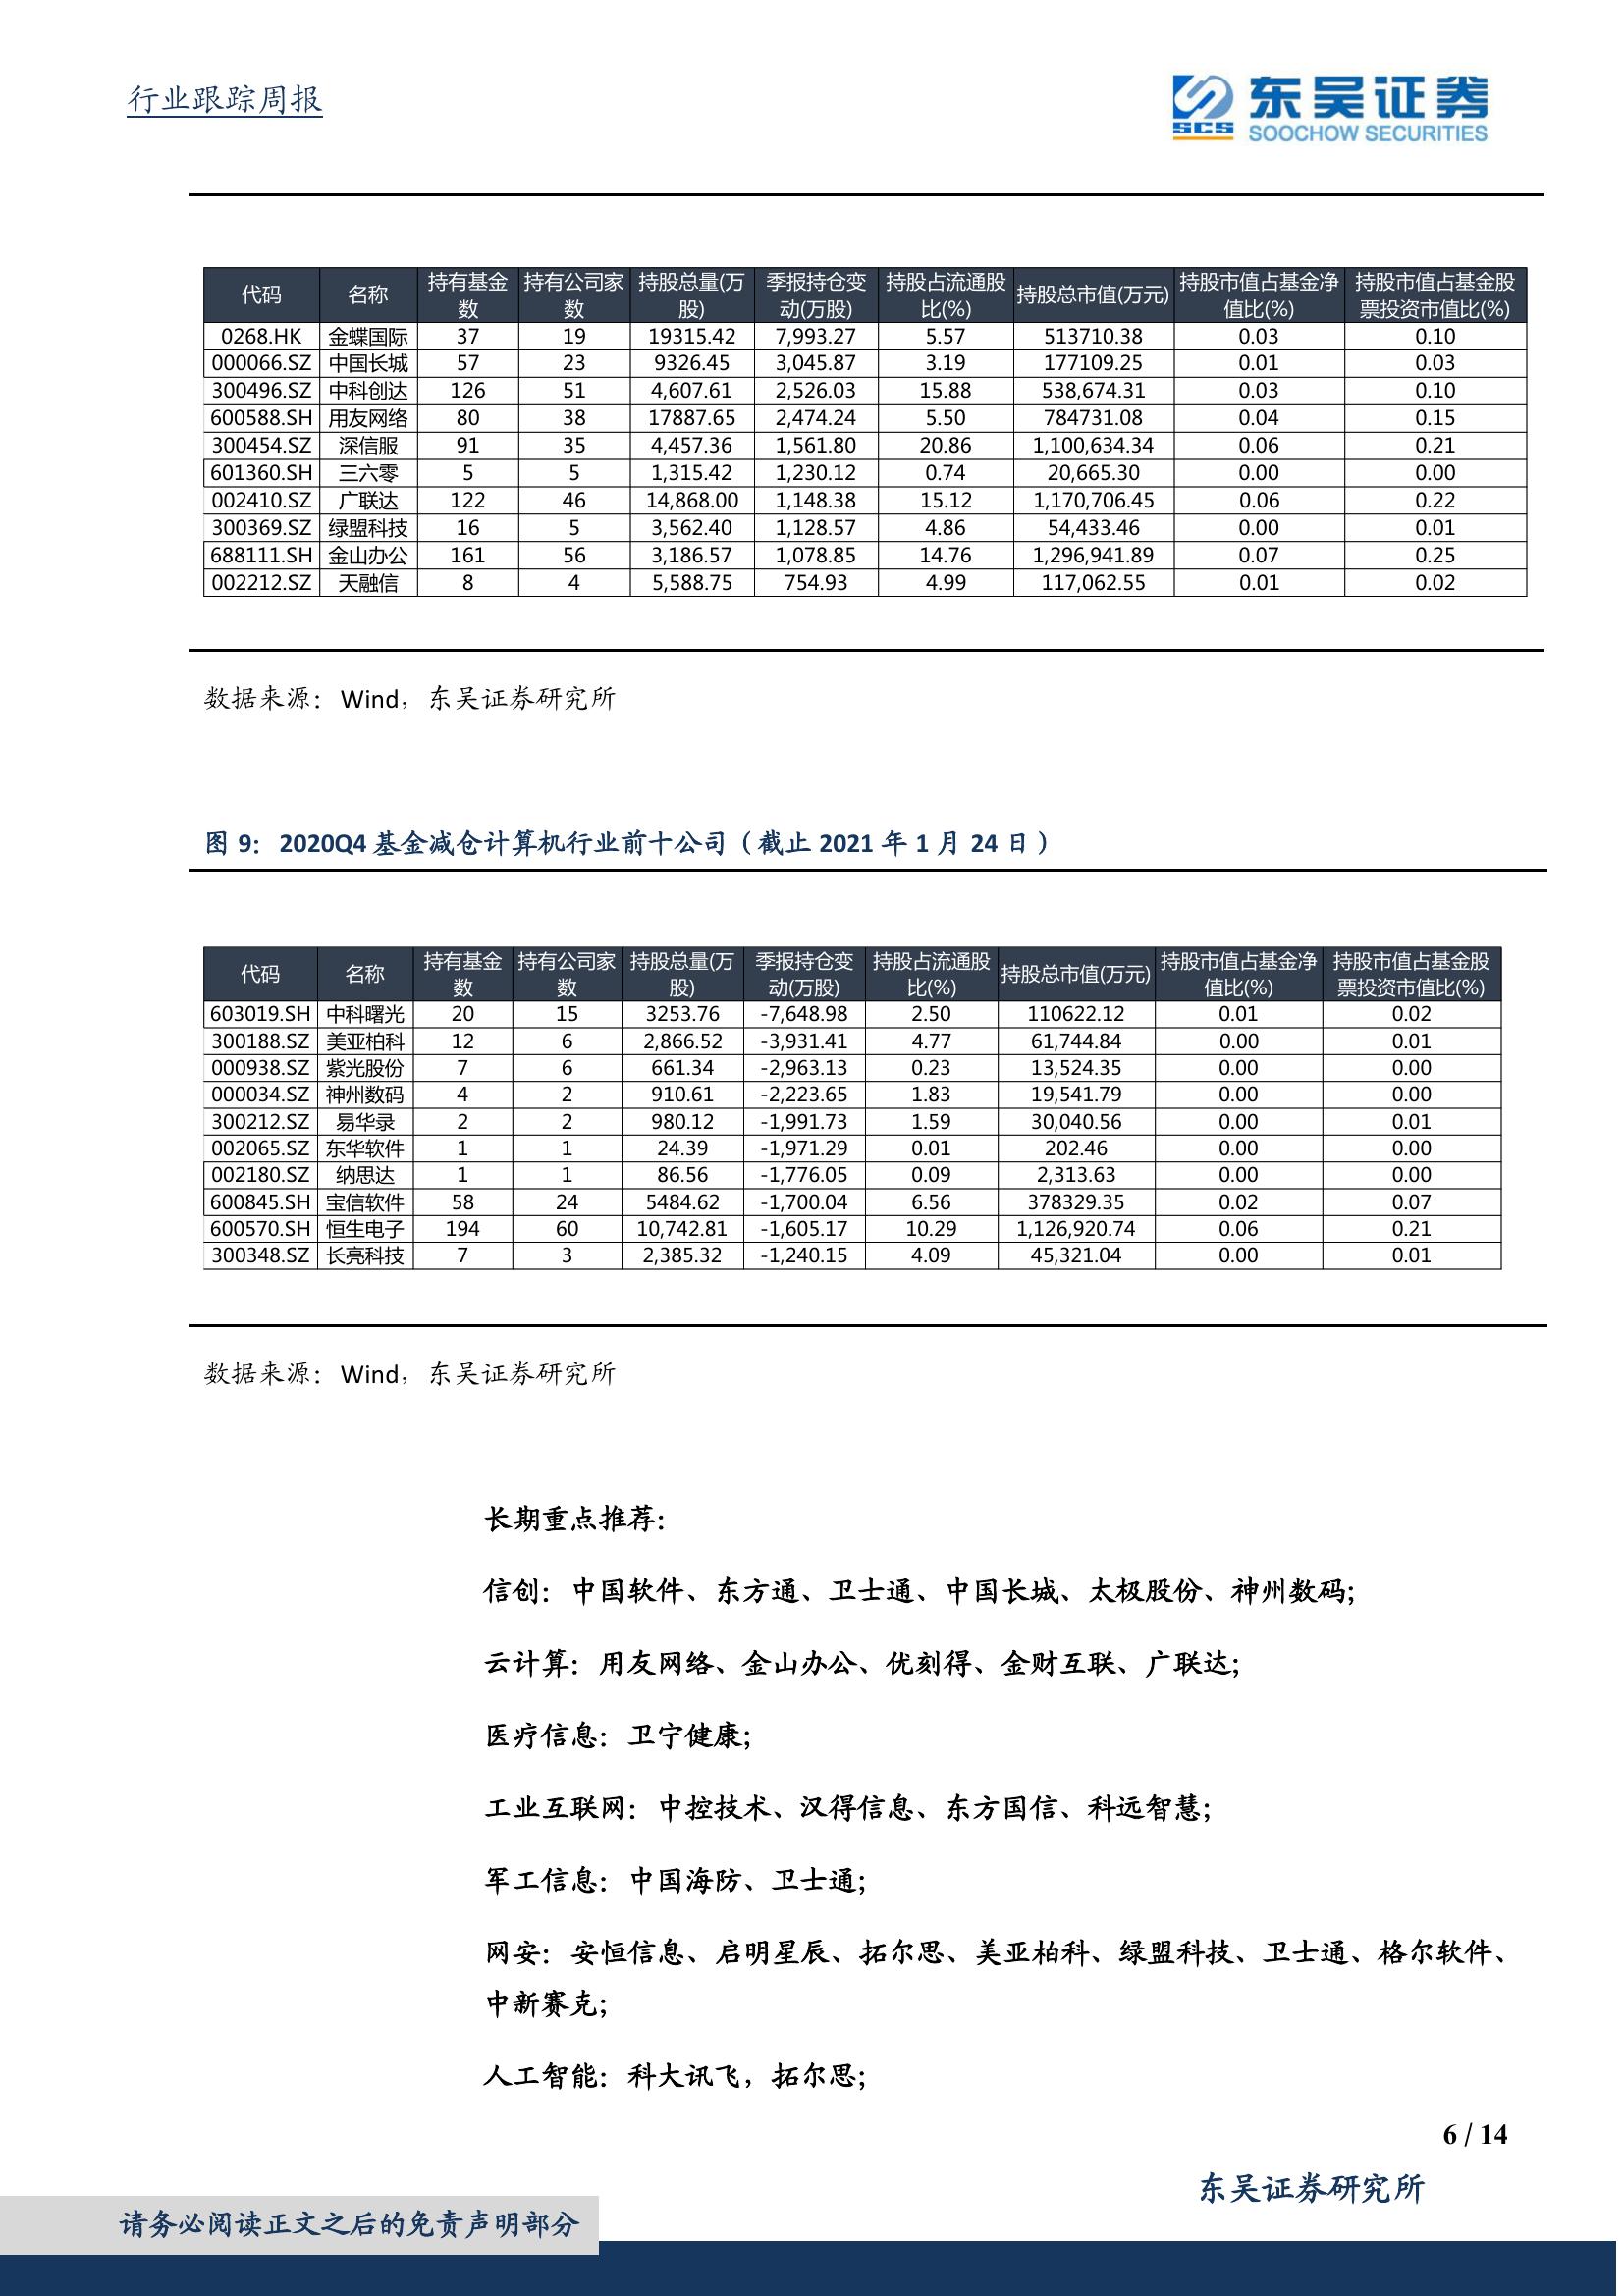 行业跟踪周报
东吴证券
SCS
SOOCHOW SECURITIES
代码 名称 持有基金数 持有公司家数 持股总量(万股) 季报持仓变动(万股) 持股占流通股比(%) 持股总市值(万元) 持股市值占基金净值比(%) 持股市值占基金股票投资市值比(%)
0268.HK 金蝶国际 37 19 19315.42 7,993.27 5.57 513710.38 0.03 0.10
000066.SZ 中国长城 57 23 9326.45 3,045.87 3.19 177109.25 0.01 0.03
300496.SZ 中科创达 126 51 4,607.61 2,526.03 15.88 538,674.31 0.03 0.10
600588.SH 用友网络 80 38 17887.65 2,474.24 5.50 784731.08 0.04 0.15
300454.SZ 深信服 91 35 4,457.36 1,561.80 20.86 1,100,634.34 0.06 0.21
601360.SH 三六零 5 5 1,315.42 1,230.12 0.74 20,665.30 0.00 0.00
002410.SZ 广联达 122 46 14,868.00 1,148.38 15.12 1,170,706.45 0.06 0.22
300369.SZ 绿盟科技 16 5 3,562.40 1,128.57 4.86 54,433.46 0.00 0.01
688111.SH 金山办公 161 56 3,186.57 1,078.85 14.76 1,296,941.89 0.07 0.25
002212.SZ 天融信 8 4 5,588.75 754.93 4.99 117,062.55 0.01 0.02
数据来源：Wind，东吴证券研究所
图 9：2020Q4 基金减仓计算机行业前十公司（截止 2021 年 1 月 24 日）
代码 名称 持有基金数 持有公司家数 持股总量(万股) 季报持仓变动(万股) 持股占流通股比(%) 持股总市值(万元) 持股市值占基金净值比(%) 持股市值占基金股票投资市值比(%)
603019.SH 中科曙光 20 15 3253.76 -7,648.98 2.50 110622.12 0.01 0.02
300188.SZ 美亚柏科 12 6 2,866.52 -3,931.41 4.77 61,744.84 0.00 0.01
000938.SZ 紫光股份 7 6 661.34 -2,963.13 0.23 13,524.35 0.00 0.00
000034.SZ 神州数码 4 2 910.61 -2,223.65 1.83 19,541.79 0.00 0.00
300212.SZ 易华录 2 2 980.12 -1,991.73 1.59 30,040.56 0.00 0.01
002065.SZ 东华软件 1 1 24.39 -1,971.29 0.01 202.46 0.00 0.00
002180.SZ 纳思达 1 1 86.56 -1,776.05 0.09 2,313.63 0.00 0.00
600845.SH 宝信软件 58 24 5484.62 -1,700.04 6.56 378329.35 0.02 0.07
600570.SH 恒生电子 194 60 10,742.81 -1,605.17 10.29 1,126,920.74 0.06 0.21
300348.SZ 长亮科技 7 3 2,385.32 -1,240.15 4.09 45,321.04 0.00 0.01
数据来源：Wind，东吴证券研究所
长期重点推荐：
信创：中国软件、东方通、卫士通、中国长城、太极股份、神州数码;
云计算：用友网络、金山办公、优刻得、金财互联、广联达;
医疗信息：卫宁健康;
工业互联网：中控技术、汉得信息、东方国信、科远智慧;
军工信息：中国海防、卫士通;
网安：安恒信息、启明星辰、拓尔思、美亚柏科、绿盟科技、卫士通、格尔软件、
中新赛克;
人工智能：科大讯飞，拓尔思;
6 / 14
东吴证券研究所
请务必阅读正文之后的免责声明部分